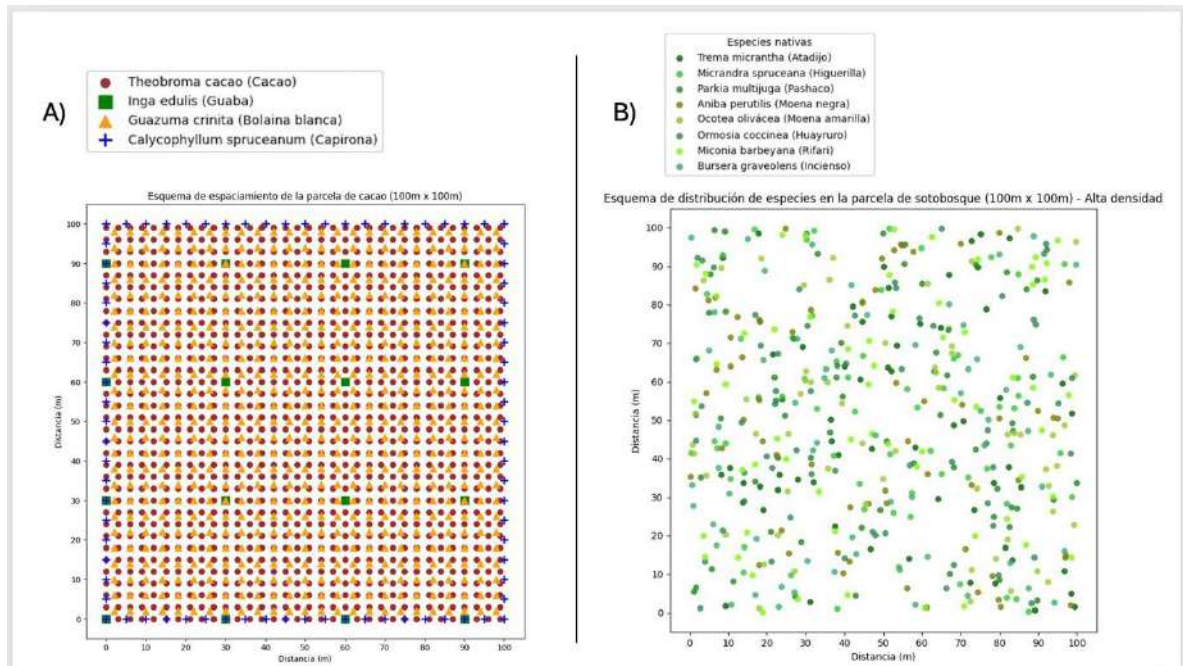 A)
Theobroma cacao (Cacao)
Inga edulis (Guaba)
Guazuma crinita (Bolaina blanca)
Calycophyllum spruceanum (Capirona)
Esquema de espaciamiento de la parcela de cacao (100m x 100m)
Distancia (m)
100
90
80
70
60
50
40
30
20
10
0
0 10 20 30 40 50 60 70 80 90 100
Distancia (m)
B)
Especies nativas
Trema micrantha (Atadijo)
Micrandra spruceana (Higuerilla)
Parkia multijuga (Pashaco)
Aniba perutilis (Moena negra)
Ocotea olivácea (Moena amarilla)
Ormosia coccinea (Huayruro)
Miconia barbeyana (Rifari)
Bursera graveolens (Incienso)
Esquema de distribución de especies en la parcela de sotobosque (100m x 100m) - Alta densidad
Distancia (m)
100
90
80
70
60
50
40
30
20
10
0
0 10 20 30 40 50 60 70 80 90 100
Distancia (m)